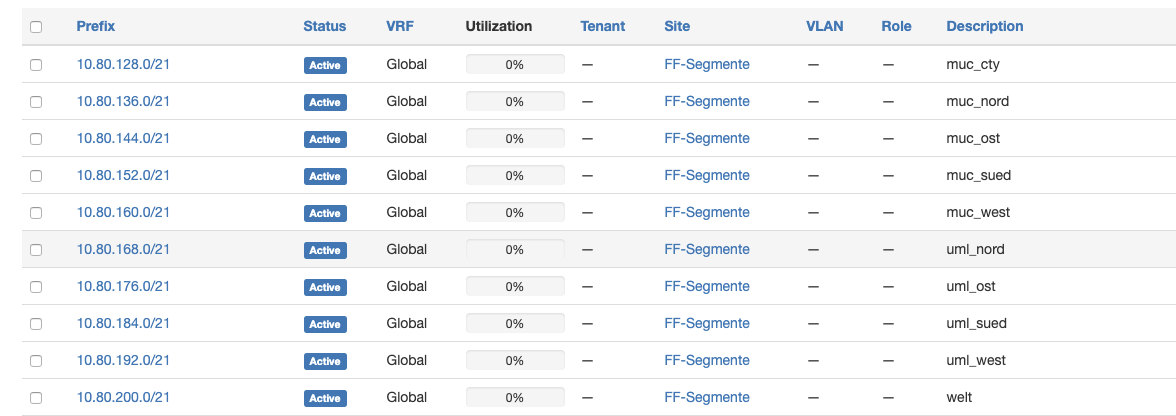 Prefix Status VRF Utilization Tenant Site VLAN Role Description
10.80.128.0/21 Active Global 0% — FF-Segmente — — muc_cty
10.80.136.0/21 Active Global 0% — FF-Segmente — — muc_nord
10.80.144.0/21 Active Global 0% — FF-Segmente — — muc_ost
10.80.152.0/21 Active Global 0% — FF-Segmente — — muc_sued
10.80.160.0/21 Active Global 0% — FF-Segmente — — muc_west
10.80.168.0/21 Active Global 0% — FF-Segmente — — uml_nord
10.80.176.0/21 Active Global 0% — FF-Segmente — — uml_ost
10.80.184.0/21 Active Global 0% — FF-Segmente — — uml_sued
10.80.192.0/21 Active Global 0% — FF-Segmente — — uml_west
10.80.200.0/21 Active Global 0% — FF-Segmente — — welt